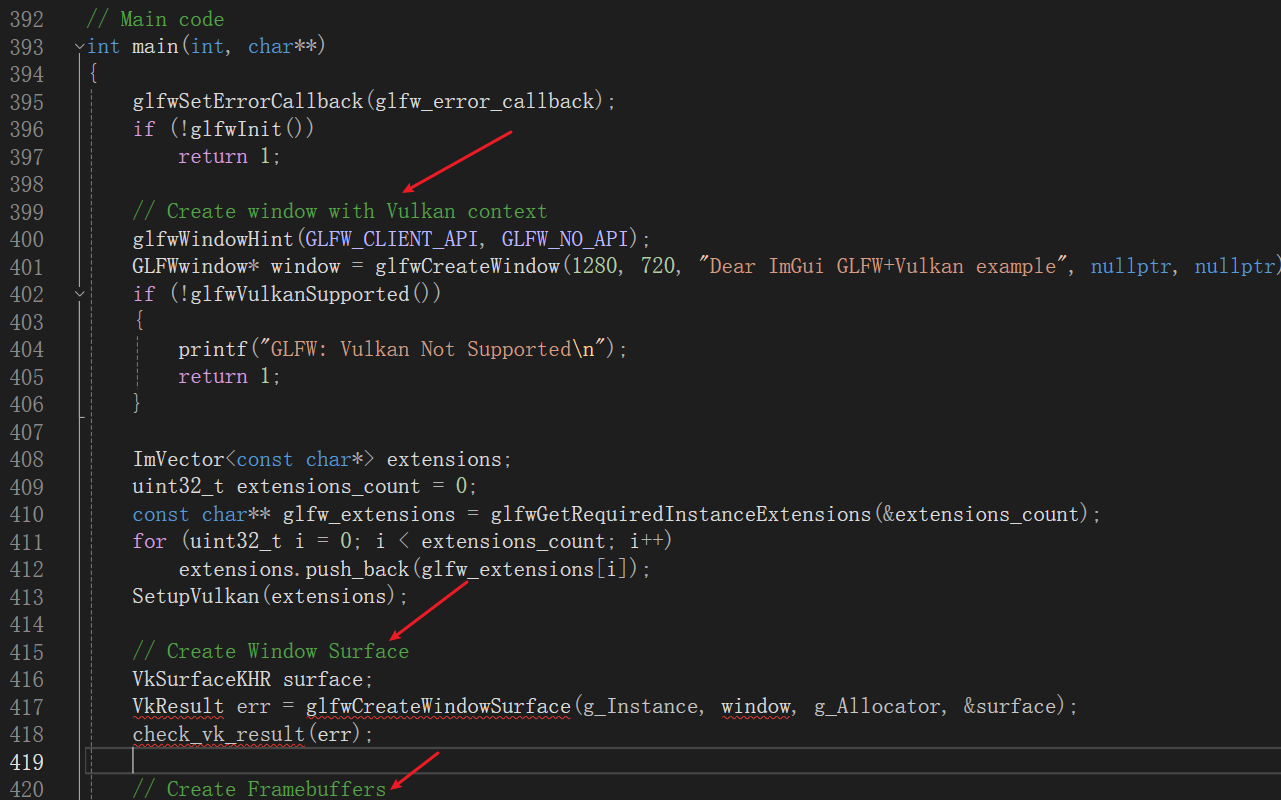 392 // Main code
393 int main(int, char**)
394 {
395 glfwSetErrorCallback(glfw_error_callback);
396 if (!glfwInit())
397 return 1;
398
399 // Create window with Vulkan context
400 glfwWindowHint(GLFW_CLIENT_API, GLFW_NO_API);
401 GLFWwindow* window = glfwCreateWindow(1280, 720, "Dear ImGui GLFW+Vulkan example", nullptr, nullptr)
402 if (!glfwVulkanSupported())
403 {
404 printf("GLFW: Vulkan Not Supported\n");
405 return 1;
406 }
407
408 ImVector<const char*> extensions;
409 uint32_t extensions_count = 0;
410 const char** glfw_extensions = glfwGetRequiredInstanceExtensions(&extensions_count);
411 for (uint32_t i = 0; i < extensions_count; i++)
412 extensions.push_back(glfw_extensions[i]);
413 SetupVulkan(extensions);
414
415 // Create Window Surface
416 VkSurfaceKHR surface;
417 VkResult err = glfwCreateWindowSurface(g_Instance, window, g_Allocator, &surface);
418 check_vk_result(err);
419
420 // Create Framebuffers